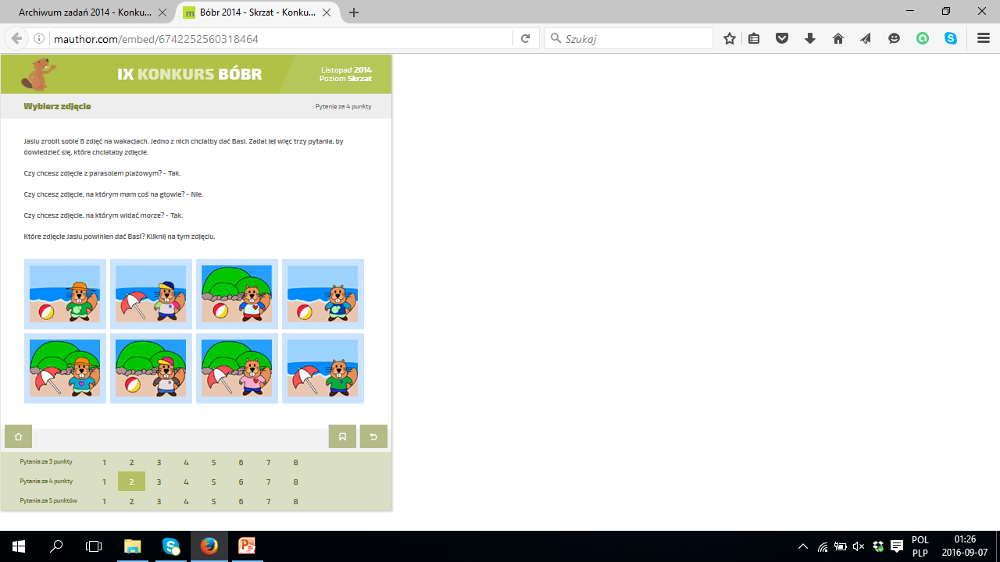 Archiwum zadań 2014 - Konku...
Bóbr 2014 - Skrzat - Konku...
mauthor.com/embed/6742252560318464
Szukaj
IX KONKURS BÓBR
Listopad 2014
Poziom Skrzat
Wybierz zdjęcie
Pytanie za 4 punkty
Jasiu zrobił sobie 8 zdjęć na wakacjach. Jedno z nich chciałby dać Basi. Zadał jej więc trzy pytania, by
dowiedzieć się, które chciałaby zdjęcie.
Czy chcesz zdjęcie z parasolem plażowym? - Tak.
Czy chcesz zdjęcie, na którym mam coś na głowie? - Nie.
Czy chcesz zdjęcie, na którym widać morze? - Tak.
Które zdjęcie Jasiu powinien dać Basi? Kliknij na tym zdjęciu.
Pytania za 3 punkty 1 2 3 4 5 6 7 8
Pytania za 4 punkty 1 2 3 4 5 6 7 8
Pytania za 5 punktów 1 2 3 4 5 6 7 8
POL
PLP
01:26
2016-09-07